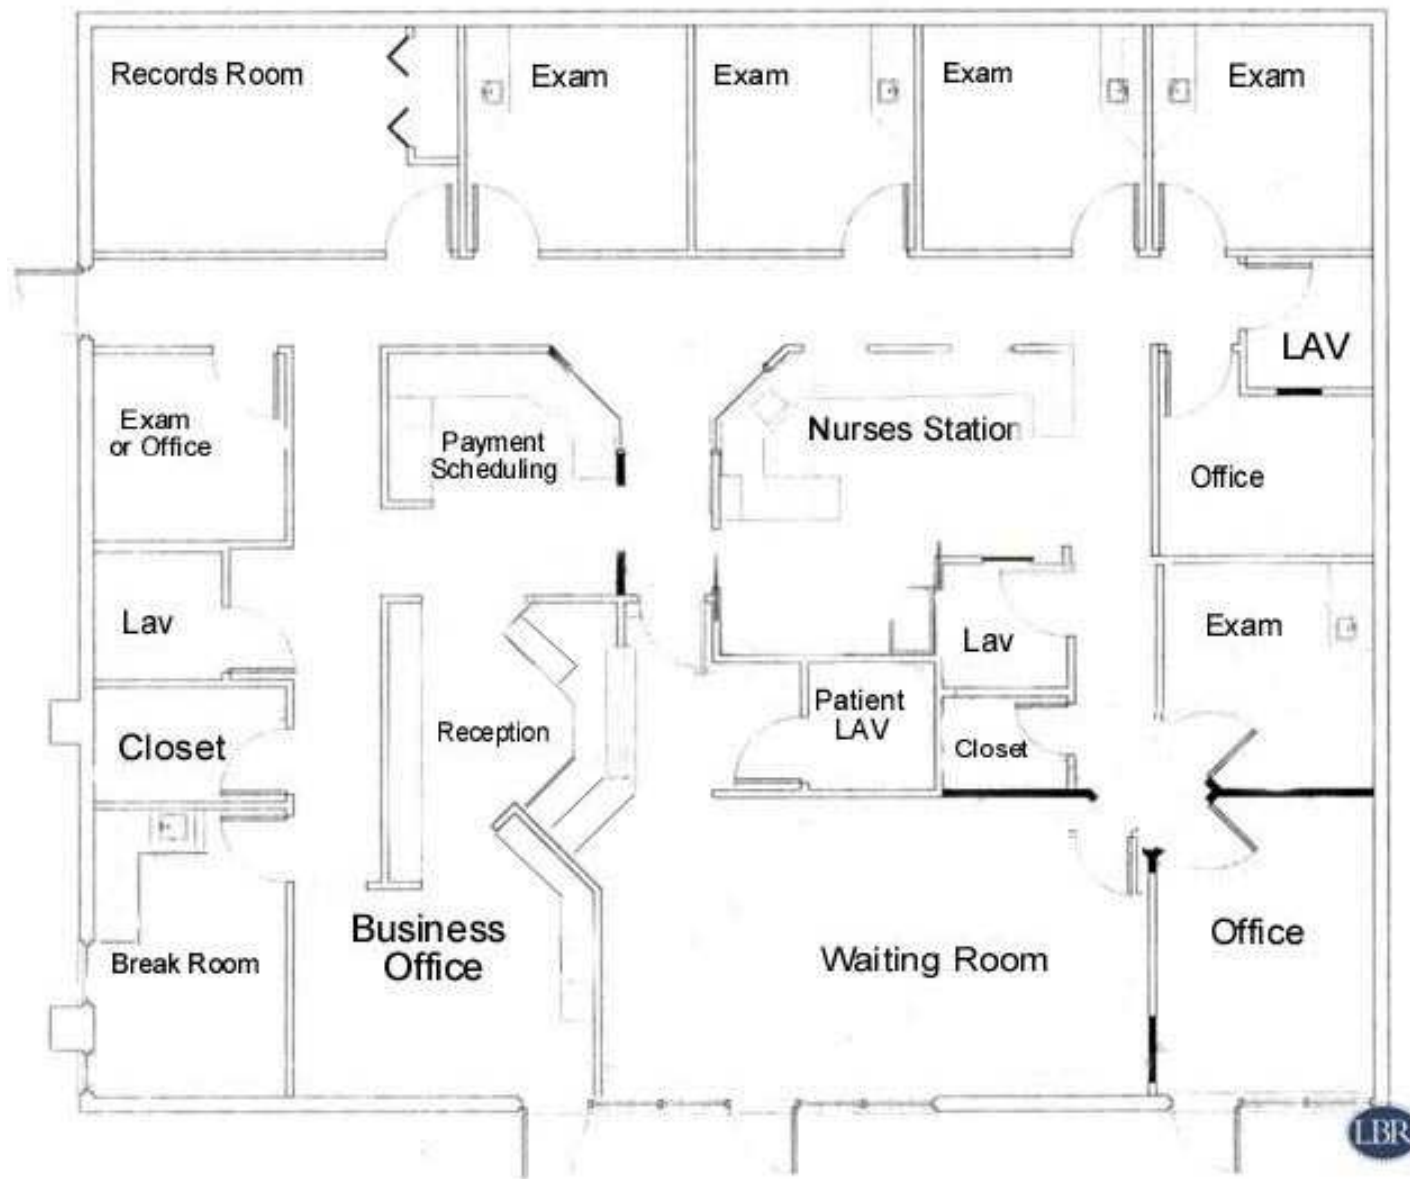 Records Room
Exam
Exam
Exam
Exam
LAV
Exam
or Office
Payment
Scheduling
Nurses Station
Office
Lav
Lav
Exam
Closet
Reception
Patient
LAV
Closet
Break Room
Business
Office
Waiting Room
Office
LBR